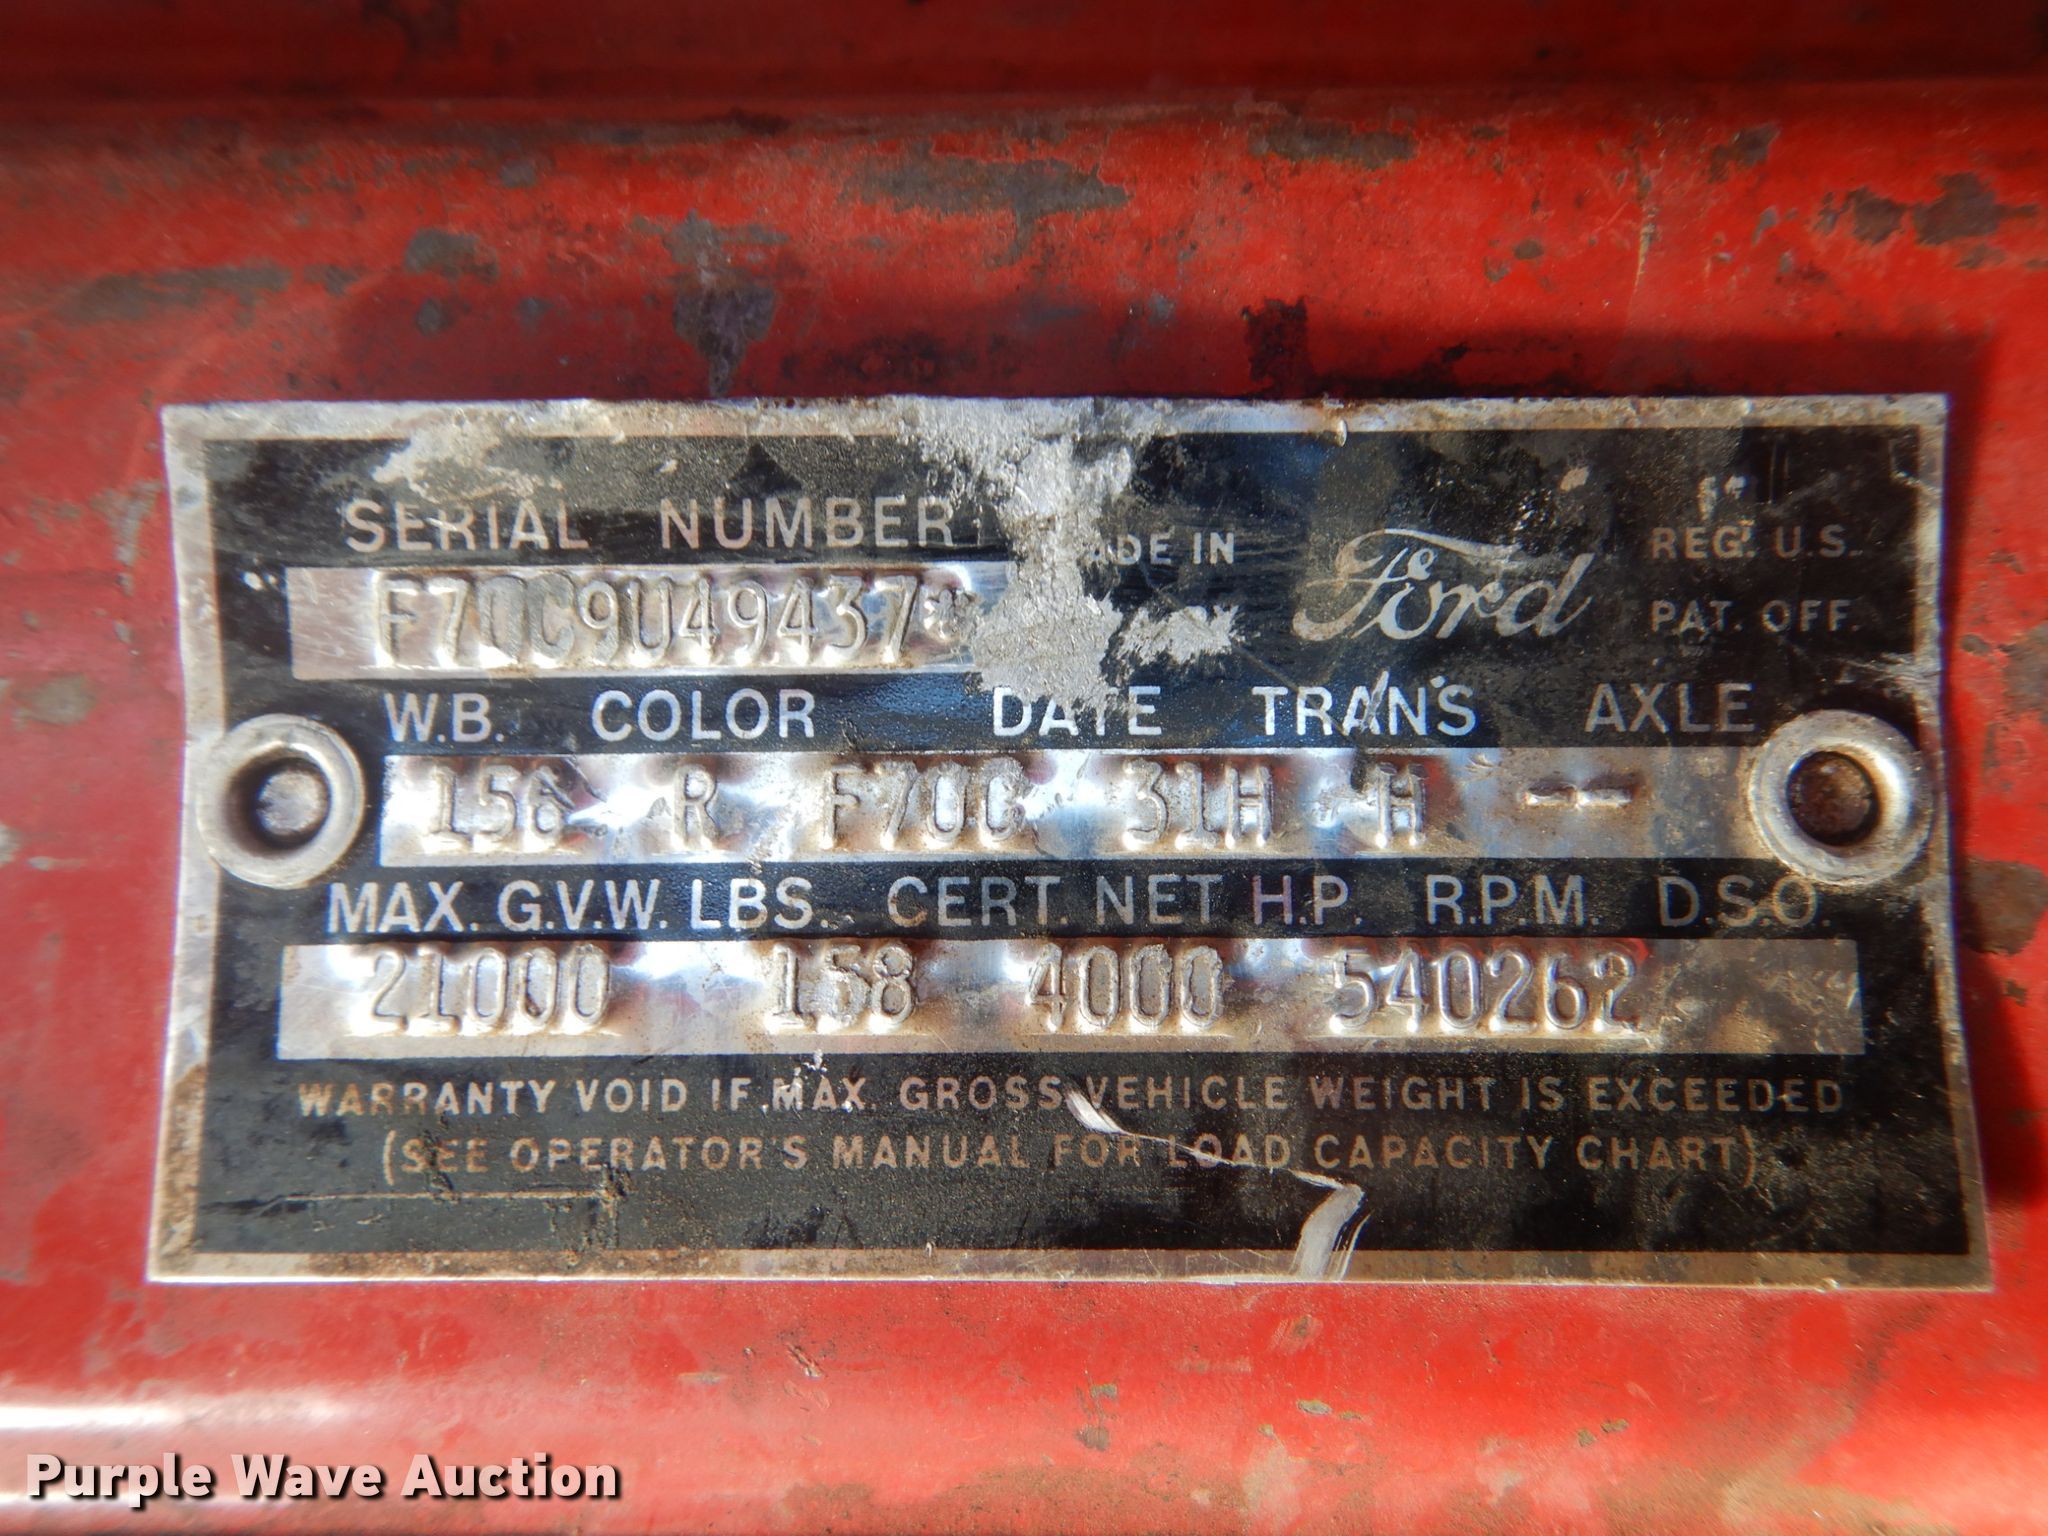 SERIAL NUMBER
MADE IN
Ford
REG. U.S.
PAT. OFF.
F70C9U49437*
W.B. COLOR DATE TRANS AXLE
156 R F70C 31H H --
MAX. G.V.W. LBS. CERT. NET H.P. R.P.M. D.S.O.
21000 158 4000 540262
WARRANTY VOID IF MAX. GROSS VEHICLE WEIGHT IS EXCEEDED
(SEE OPERATOR'S MANUAL FOR LOAD CAPACITY CHART)
Purple Wave Auction